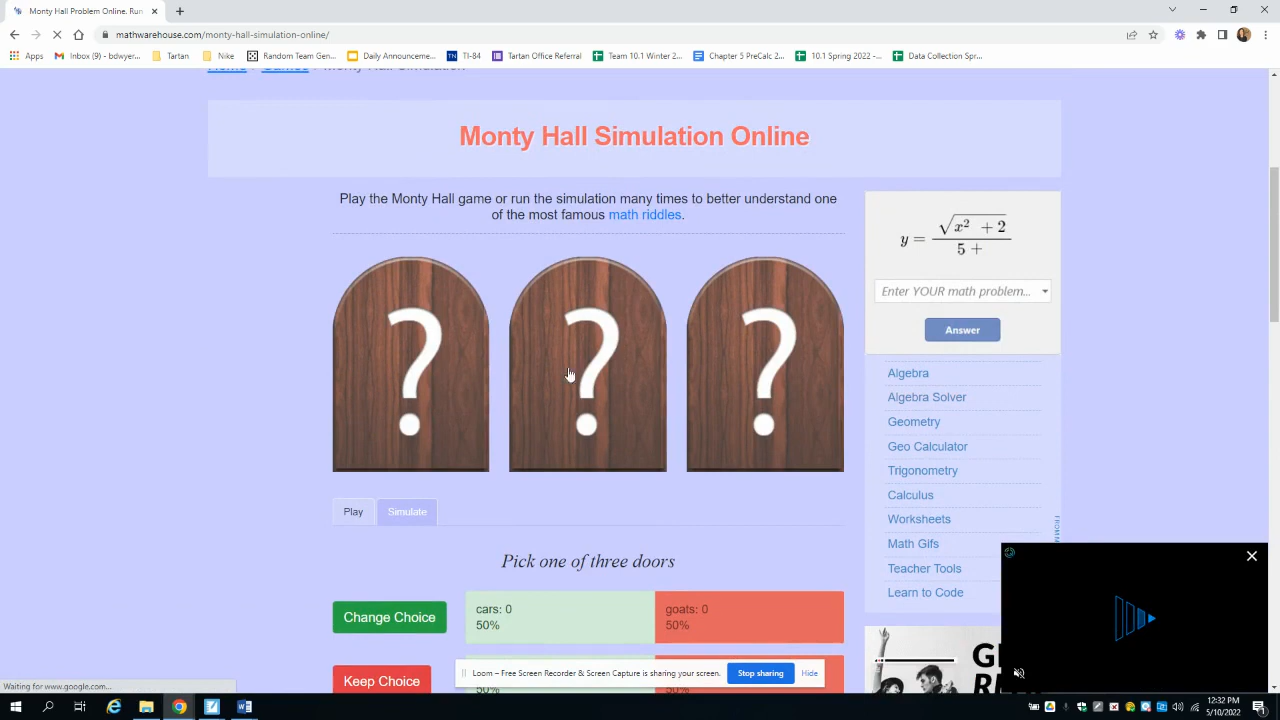 Monty Hall Problem Online: Run
mathwarehouse.com/monty-hall-simulation-online/
Apps
Inbox (9) - bdwyer...
Tartan
Nike
Random Team Gen...
Daily Announceme...
TI-84
Tartan Office Referral
Team 10.1 Winter 2...
Chapter 5 PreCalc 2...
10.1 Spring 2022 -...
Data Collection Spr...
Monty Hall Simulation Online
Play the Monty Hall game or run the simulation many times to better understand one
of the most famous math riddles.
y = √x² + 2 / 5 +
Enter YOUR math problem...
Answer
? ? ?
Algebra
Algebra Solver
Geometry
Geo Calculator
Trigonometry
Calculus
Worksheets
Math Gifs
Teacher Tools
Learn to Code
Play
Simulate
Pick one of three doors
Change Choice
cars: 0
50%
goats: 0
50%
Keep Choice
50%
50%
Loom – Free Screen Recorder & Screen Capture is sharing your screen.
Stop sharing
Hide
Waiting for www.google.com...
12:32 PM
5/10/2022